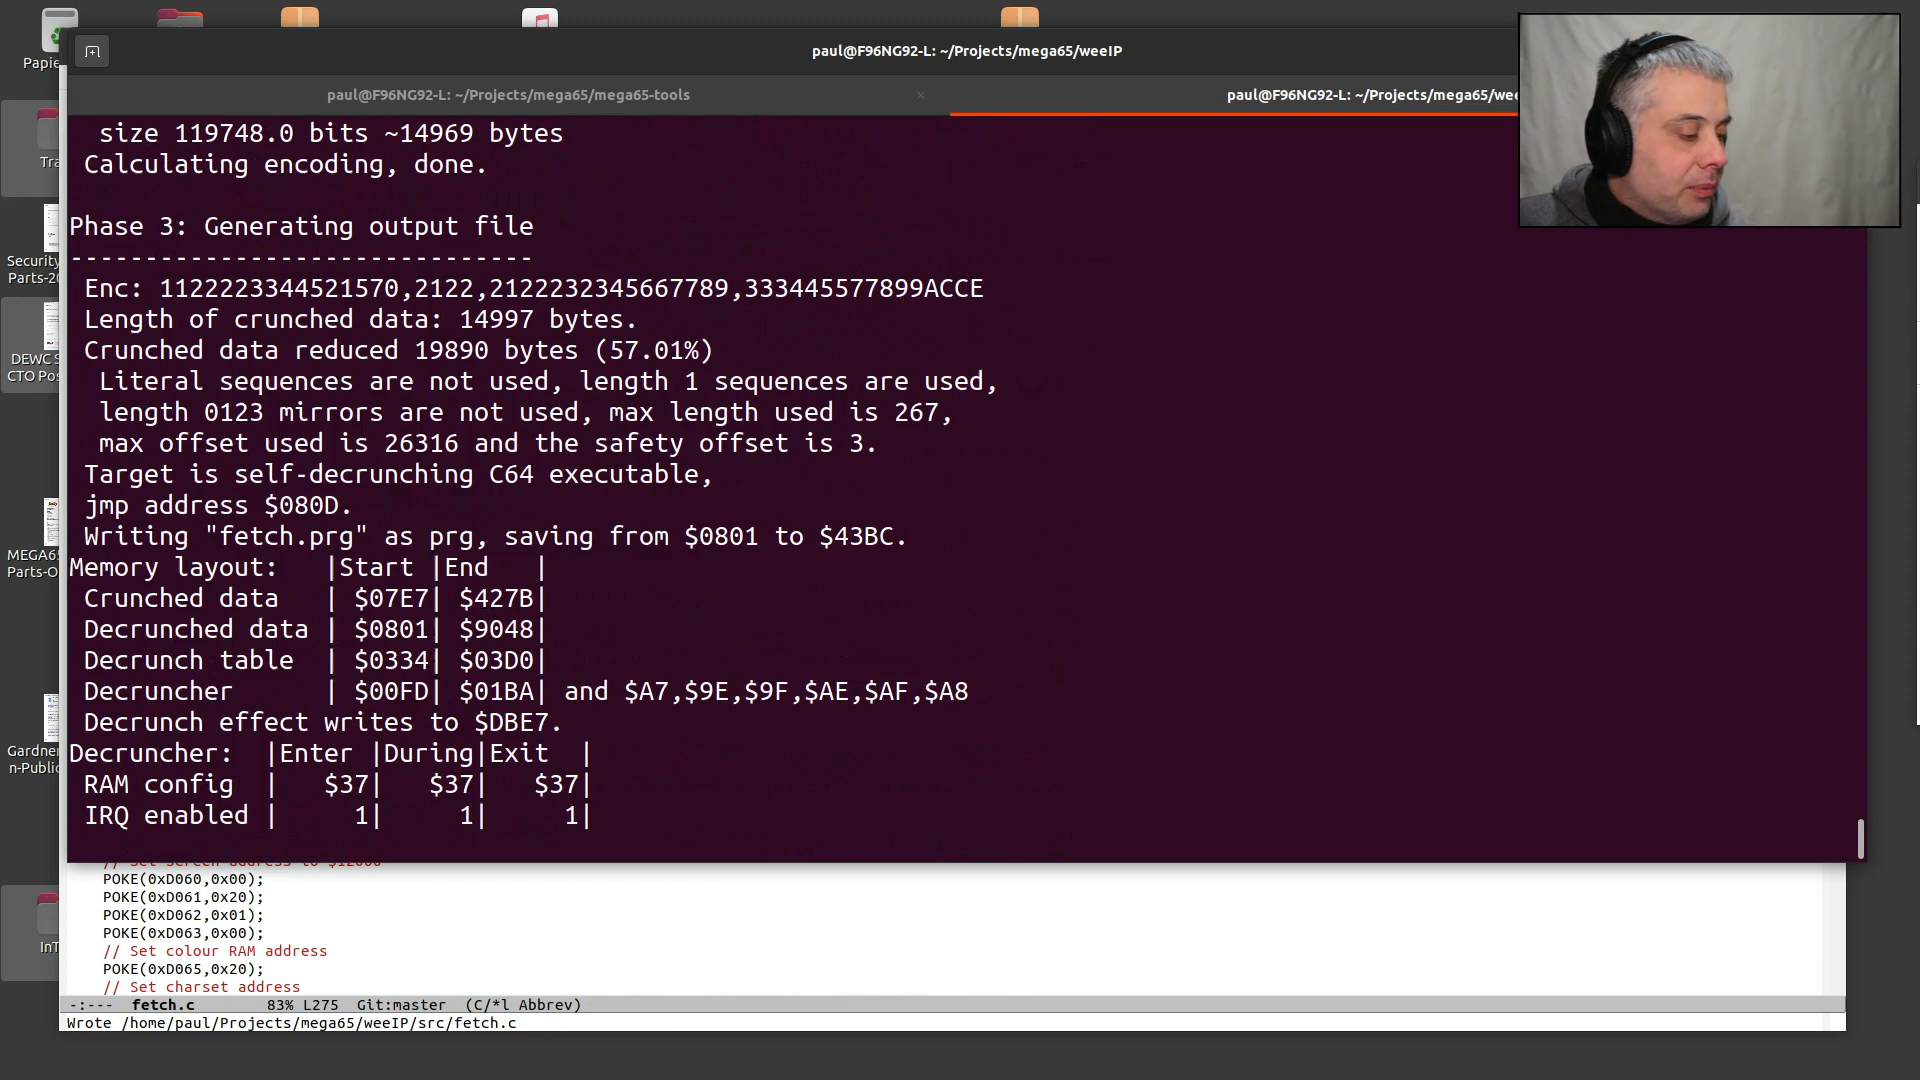 paul@F96NG92-L: ~/Projects/mega65/weeIP
paul@F96NG92-L: ~/Projects/mega65/mega65-tools
×
paul@F96NG92-L: ~/Projects/mega65/wee
size 119748.0 bits ~14969 bytes
Calculating encoding, done.
Phase 3: Generating output file
-------------------------------
Enc: 1122223344521570,2122,2122232345667789,333445577899ACCE
Length of crunched data: 14997 bytes.
Crunched data reduced 19890 bytes (57.01%)
Literal sequences are not used, length 1 sequences are used,
length 0123 mirrors are not used, max length used is 267,
max offset used is 26316 and the safety offset is 3.
Target is self-decrunching C64 executable,
jmp address $080D.
Writing "fetch.prg" as prg, saving from $0801 to $43BC.
Memory layout: |Start |End |
Crunched data | $07E7| $427B|
Decrunched data | $0801| $9048|
Decrunch table | $0334| $03D0|
Decruncher | $00FD| $01BA| and $A7,$9E,$9F,$AE,$AF,$A8
Decrunch effect writes to $DBE7.
Decruncher: |Enter |During|Exit |
RAM config | $37| $37| $37|
IRQ enabled | 1| 1| 1|
// Set screen address to $12000
POKE(0xD060,0x00);
POKE(0xD061,0x20);
POKE(0xD062,0x01);
POKE(0xD063,0x00);
// Set colour RAM address
POKE(0xD065,0x20);
// Set charset address
-:--- fetch.c 83% L275 Git:master (C/*l Abbrev)
Wrote /home/paul/Projects/mega65/weeIP/src/fetch.c
Papie
Tra
Security
Parts-20
DEWC S
CTO Pos
MEGA65
Parts-O
Gardner
n-Public
InT